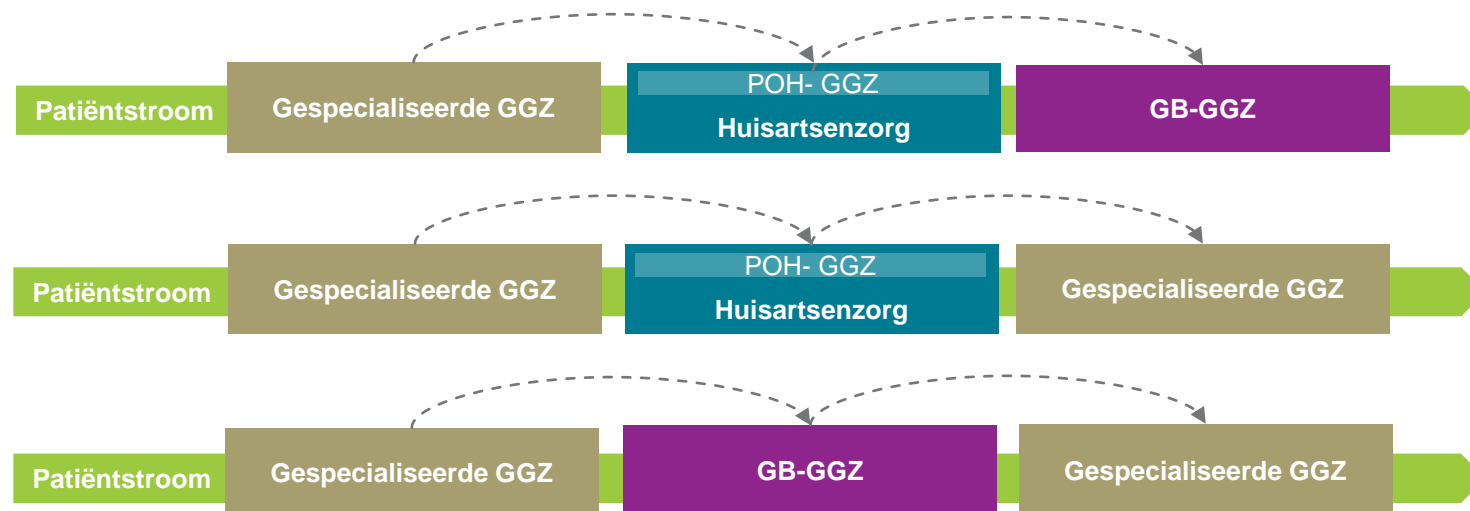 Patiëntstroom
Gespecialiseerde GGZ
POH- GGZ
Huisartsenzorg
GB-GGZ
Patiëntstroom
Gespecialiseerde GGZ
POH- GGZ
Huisartsenzorg
Gespecialiseerde GGZ
Patiëntstroom
Gespecialiseerde GGZ
GB-GGZ
Gespecialiseerde GGZ